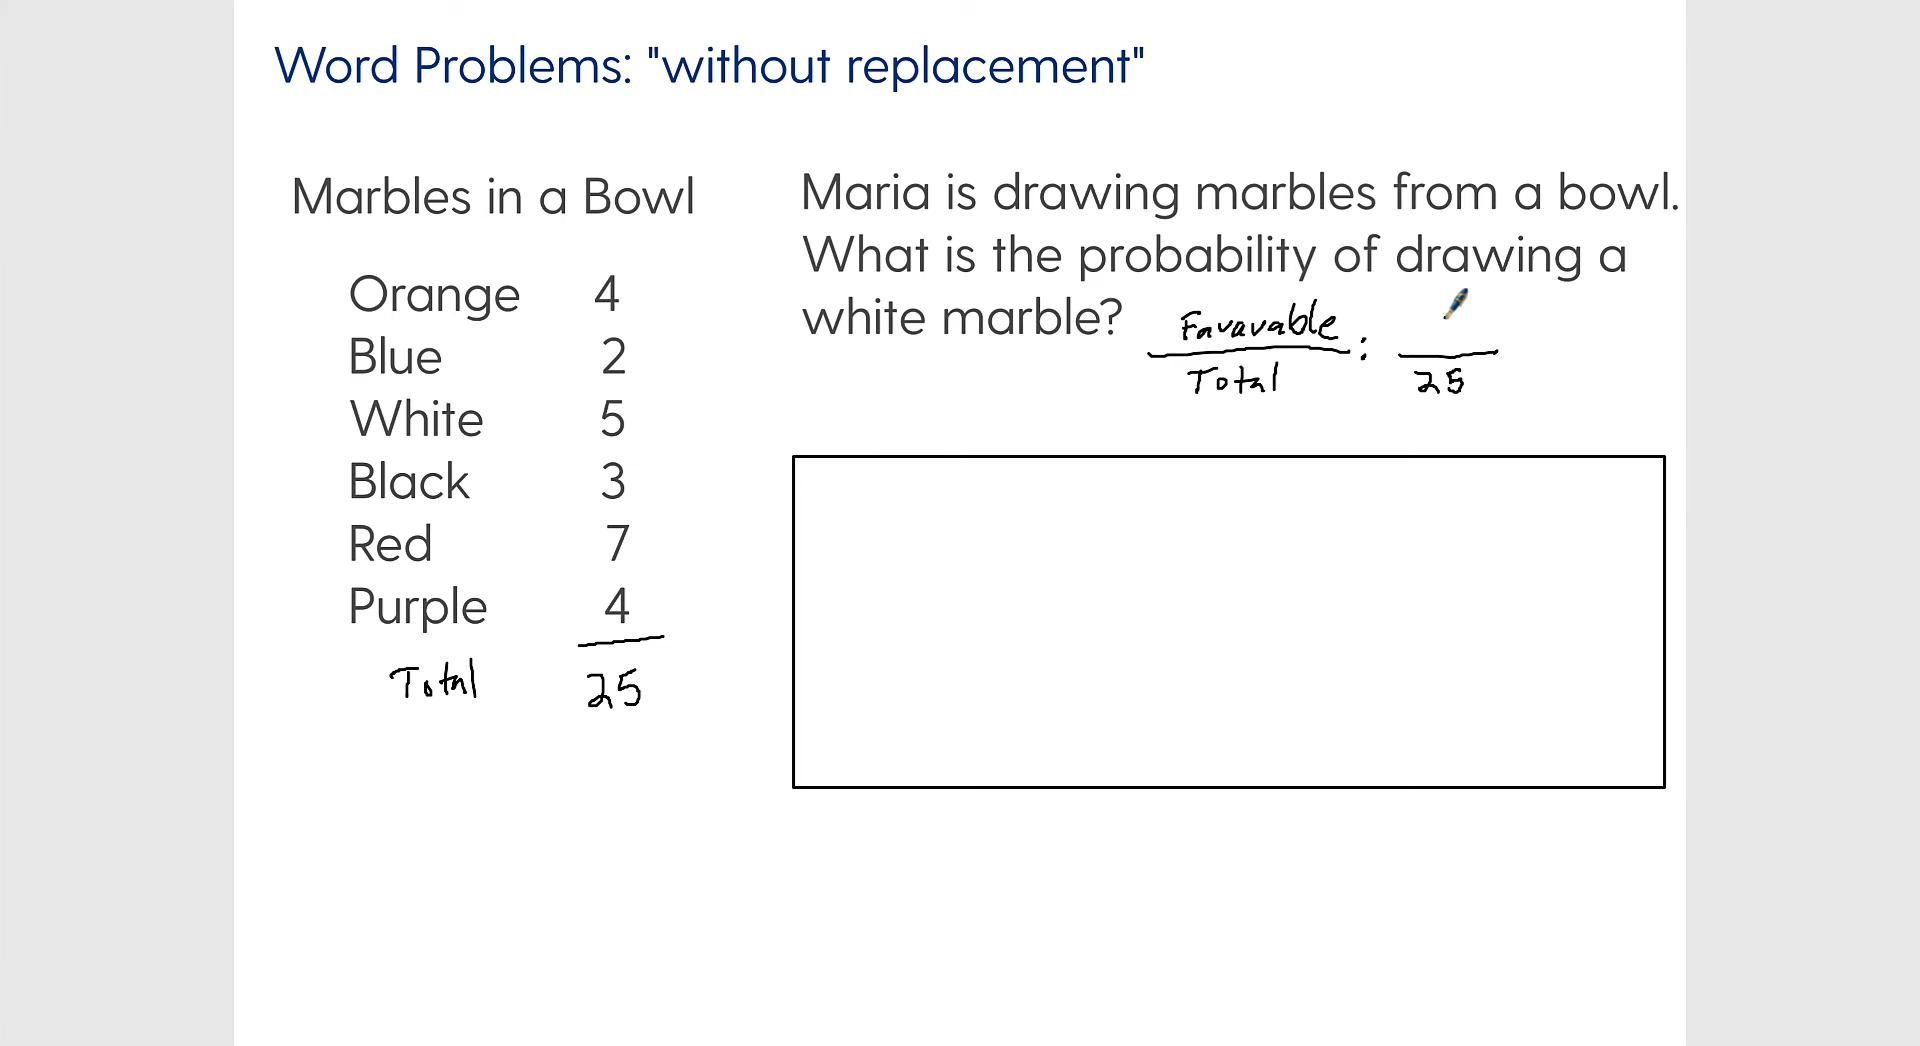 Word Problems: "without replacement"
Marbles in a Bowl
Orange 4
Blue 2
White 5
Black 3
Red 7
Purple 4
Total 25
Maria is drawing marbles from a bowl.
What is the probability of drawing a
white marble?
Favavable
Total
:
25